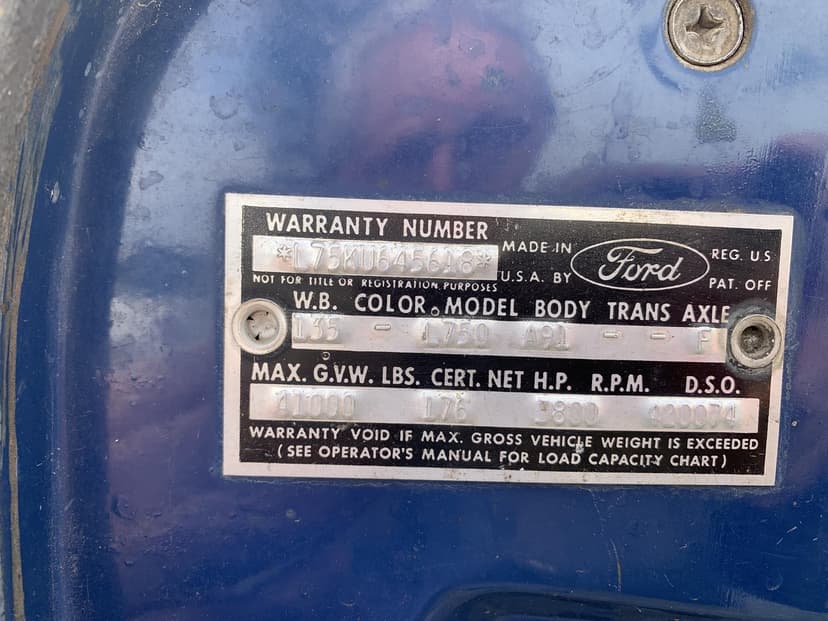 WARRANTY NUMBER
*L75KU645618*
MADE IN
U.S.A. BY
Ford
REG. U S
PAT. OFF
NOT FOR TITLE OR REGISTRATION PURPOSES
W.B. COLOR MODEL BODY TRANS AXLE
135 - L750 A91 - - F
MAX. G.V.W. LBS. CERT. NET H.P. R.P.M. D.S.O.
41000 176 3800 420074
WARRANTY VOID IF MAX. GROSS VEHICLE WEIGHT IS EXCEEDED
(SEE OPERATOR'S MANUAL FOR LOAD CAPACITY CHART)